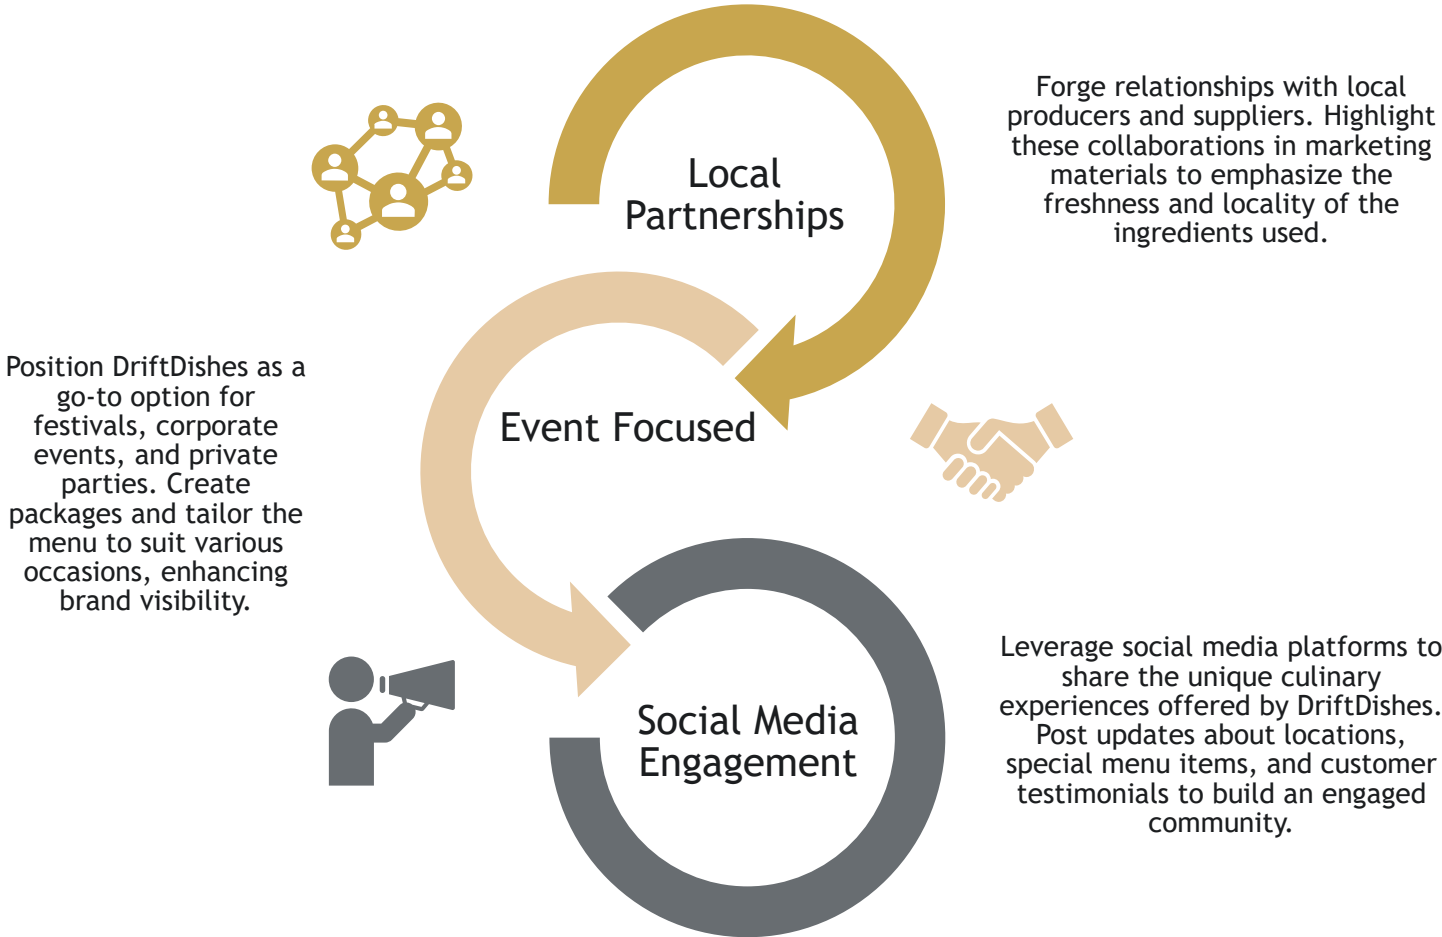 Local
Partnerships
Forge relationships with local
producers and suppliers. Highlight
these collaborations in marketing
materials to emphasize the
freshness and locality of the
ingredients used.
Event Focused
Position DriftDishes as a
go-to option for
festivals, corporate
events, and private
parties. Create
packages and tailor the
menu to suit various
occasions, enhancing
brand visibility.
Social Media
Engagement
Leverage social media platforms to
share the unique culinary
experiences offered by DriftDishes.
Post updates about locations,
special menu items, and customer
testimonials to build an engaged
community.